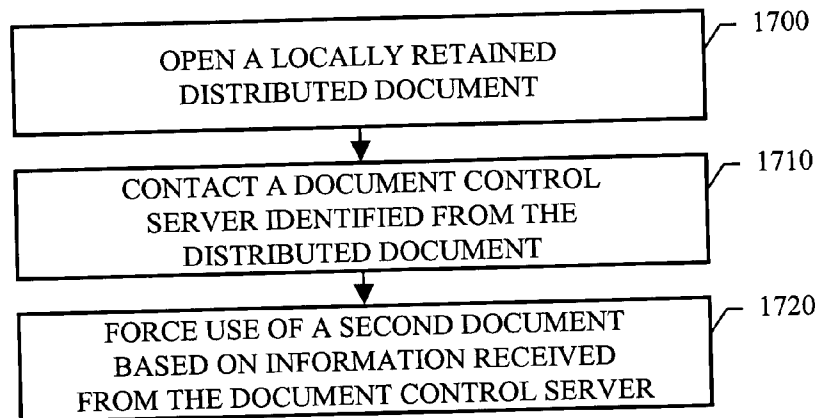 1700
OPEN A LOCALLY RETAINED
DISTRIBUTED DOCUMENT
1710
CONTACT A DOCUMENT CONTROL
SERVER IDENTIFIED FROM THE
DISTRIBUTED DOCUMENT
1720
FORCE USE OF A SECOND DOCUMENT
BASED ON INFORMATION RECEIVED
FROM THE DOCUMENT CONTROL SERVER